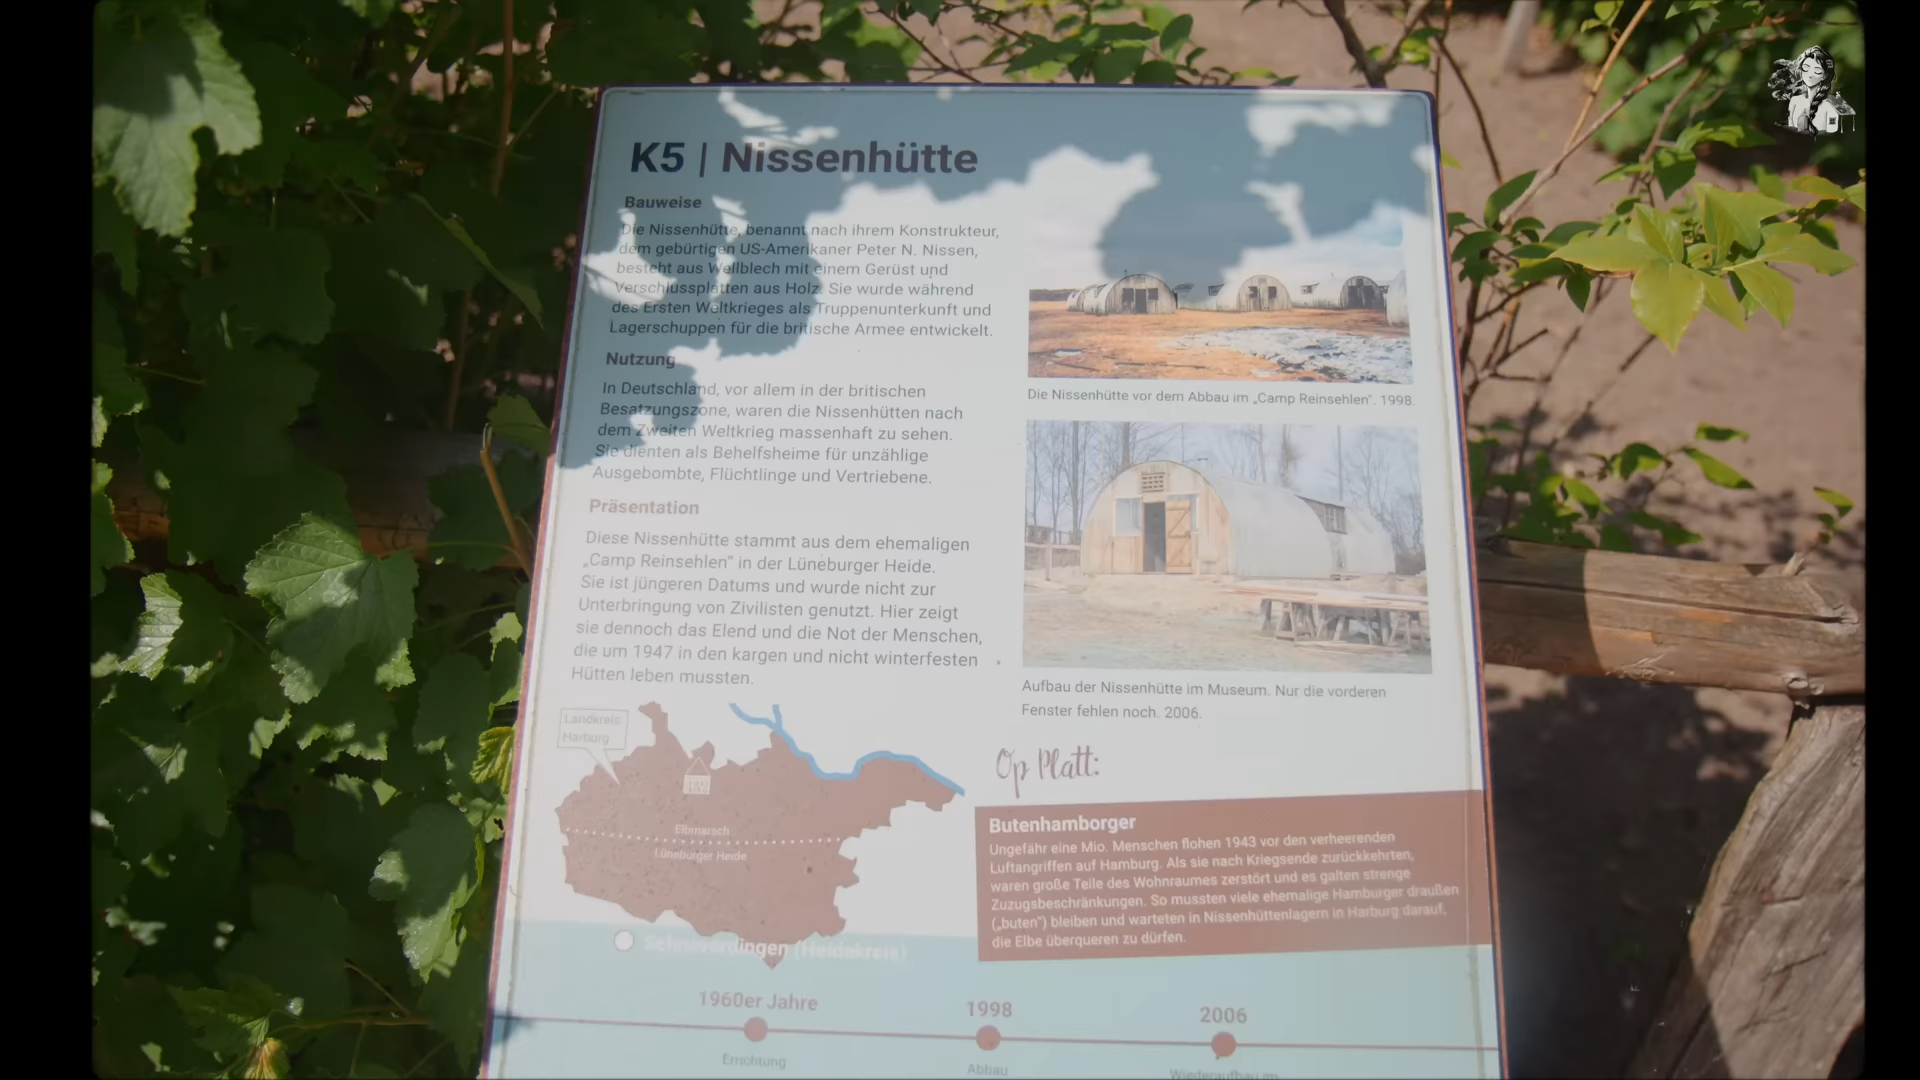 K5 | Nissenhütte
Bauweise
Die Nissenhütte, benannt nach ihrem Konstrukteur,
dem gebürtigen US-Amerikaner Peter N. Nissen,
besteht aus Wellblech mit einem Gerüst und
Verschlussplatten aus Holz. Sie wurde während
des Ersten Weltkrieges als Truppenunterkunft und
Lagerschuppen für die britische Armee entwickelt.
Nutzung
In Deutschland, vor allem in der britischen
Besatzungszone, waren die Nissenhütten nach
dem Zweiten Weltkrieg massenhaft zu sehen.
Sie dienten als Behelfsheime für unzählige
Ausgebombte, Flüchtlinge und Vertriebene.
Präsentation
Diese Nissenhütte stammt aus dem ehemaligen
„Camp Reinsehlen“ in der Lüneburger Heide.
Sie ist jüngeren Datums und wurde nicht zur
Unterbringung von Zivilisten genutzt. Hier zeigt
sie dennoch das Elend und die Not der Menschen,
die um 1947 in den kargen und nicht winterfesten
Hütten leben mussten.
Die Nissenhütte vor dem Abbau im „Camp Reinsehlen“. 1998.
Aufbau der Nissenhütte im Museum. Nur die vorderen
Fenster fehlen noch. 2006.
Landkreis
Harburg
Elbmarsch
Lüneburger Heide
Schneverdingen (Heidekreis)
Op Platt:
Butenhamborger
Ungefähr eine Mio. Menschen flohen 1943 vor den verheerenden
Luftangriffen auf Hamburg. Als sie nach Kriegsende zurückkehrten,
waren große Teile des Wohnraumes zerstört und es galten strenge
Zuzugsbeschränkungen. So mussten viele ehemalige Hamburger draußen
(„buten“) bleiben und warteten in Nissenhüttenlagern in Harburg darauf,
die Elbe überqueren zu dürfen.
1960er Jahre
1998
2006
Errichtung
Abbau
Wiederaufbau im